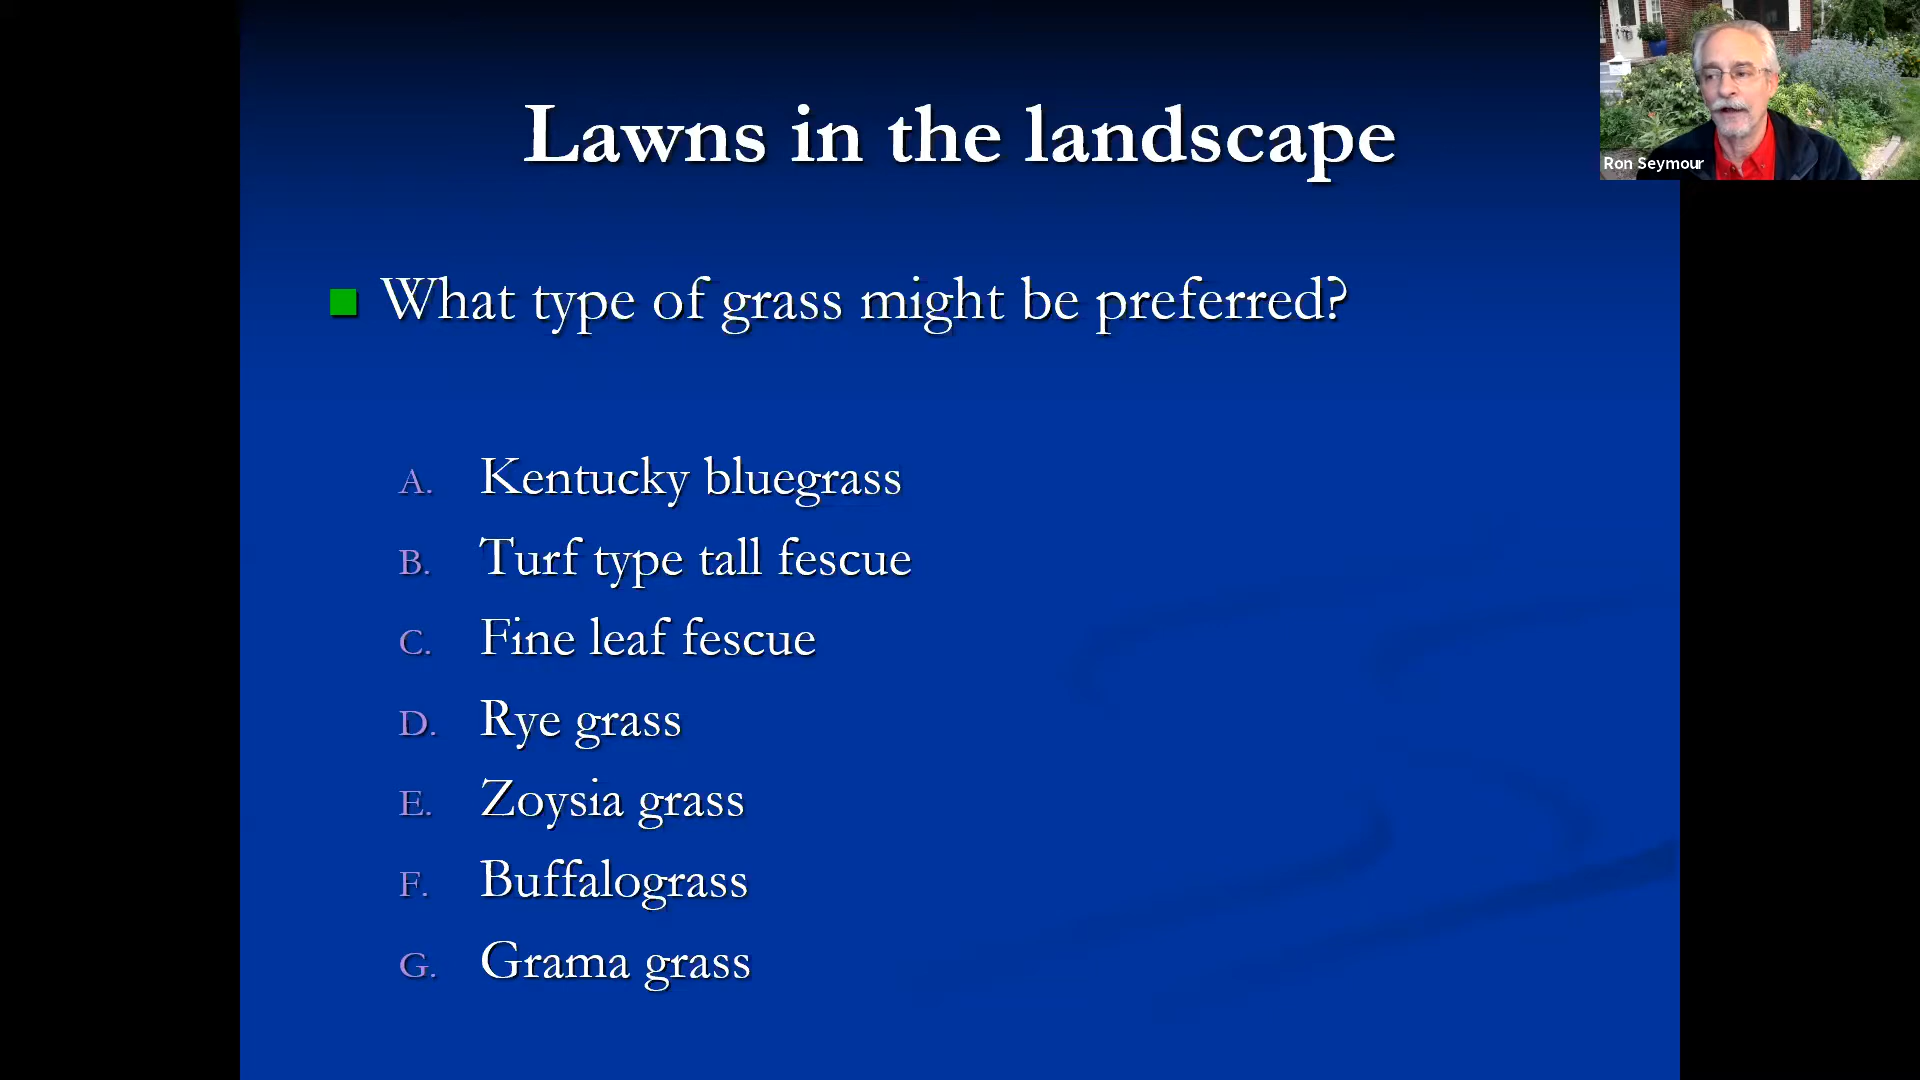 Lawns in the landscape
Ron Seymour
What type of grass might be preferred?
A. Kentucky bluegrass
B. Turf type tall fescue
C. Fine leaf fescue
D. Rye grass
E. Zoysia grass
F. Buffalograss
G. Grama grass